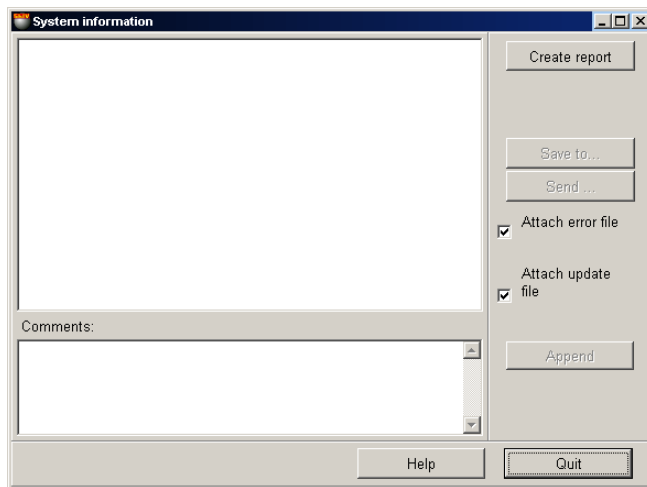 System information
Create report
Save to...
Send ...
Attach error file
Attach update
file
Comments:
Append
Help
Quit